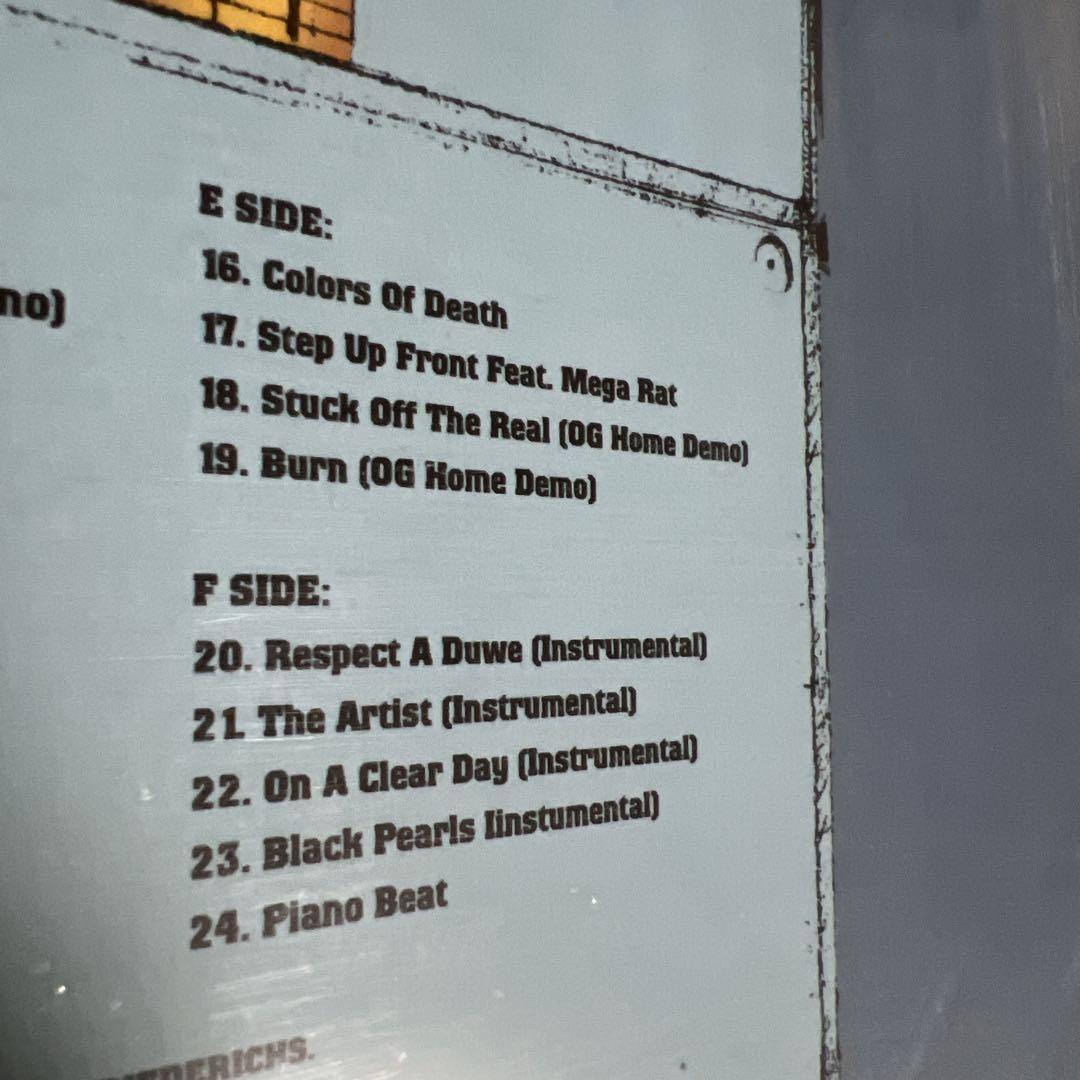 no)
E SIDE:
16. Colors Of Death
17. Step Up Front Feat. Mega Rat
18. Stuck Off The Real (OG Home Demo)
19. Burn (OG Home Demo)
F SIDE:
20. Respect A Duwe (Instrumental)
21. The Artist (Instrumental)
22. On A Clear Day (Instrumental)
23. Black Pearls Iinstumental)
24. Piano Beat